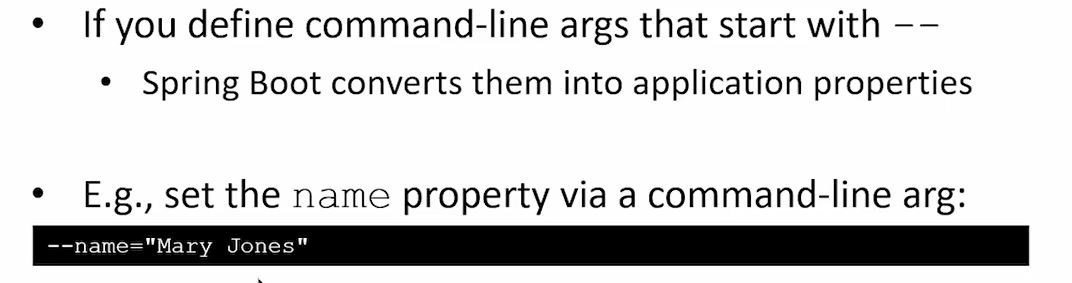 • If you define command-line args that start with --
• Spring Boot converts them into application properties
• E.g., set the name property via a command-line arg:
--name="Mary Jones"